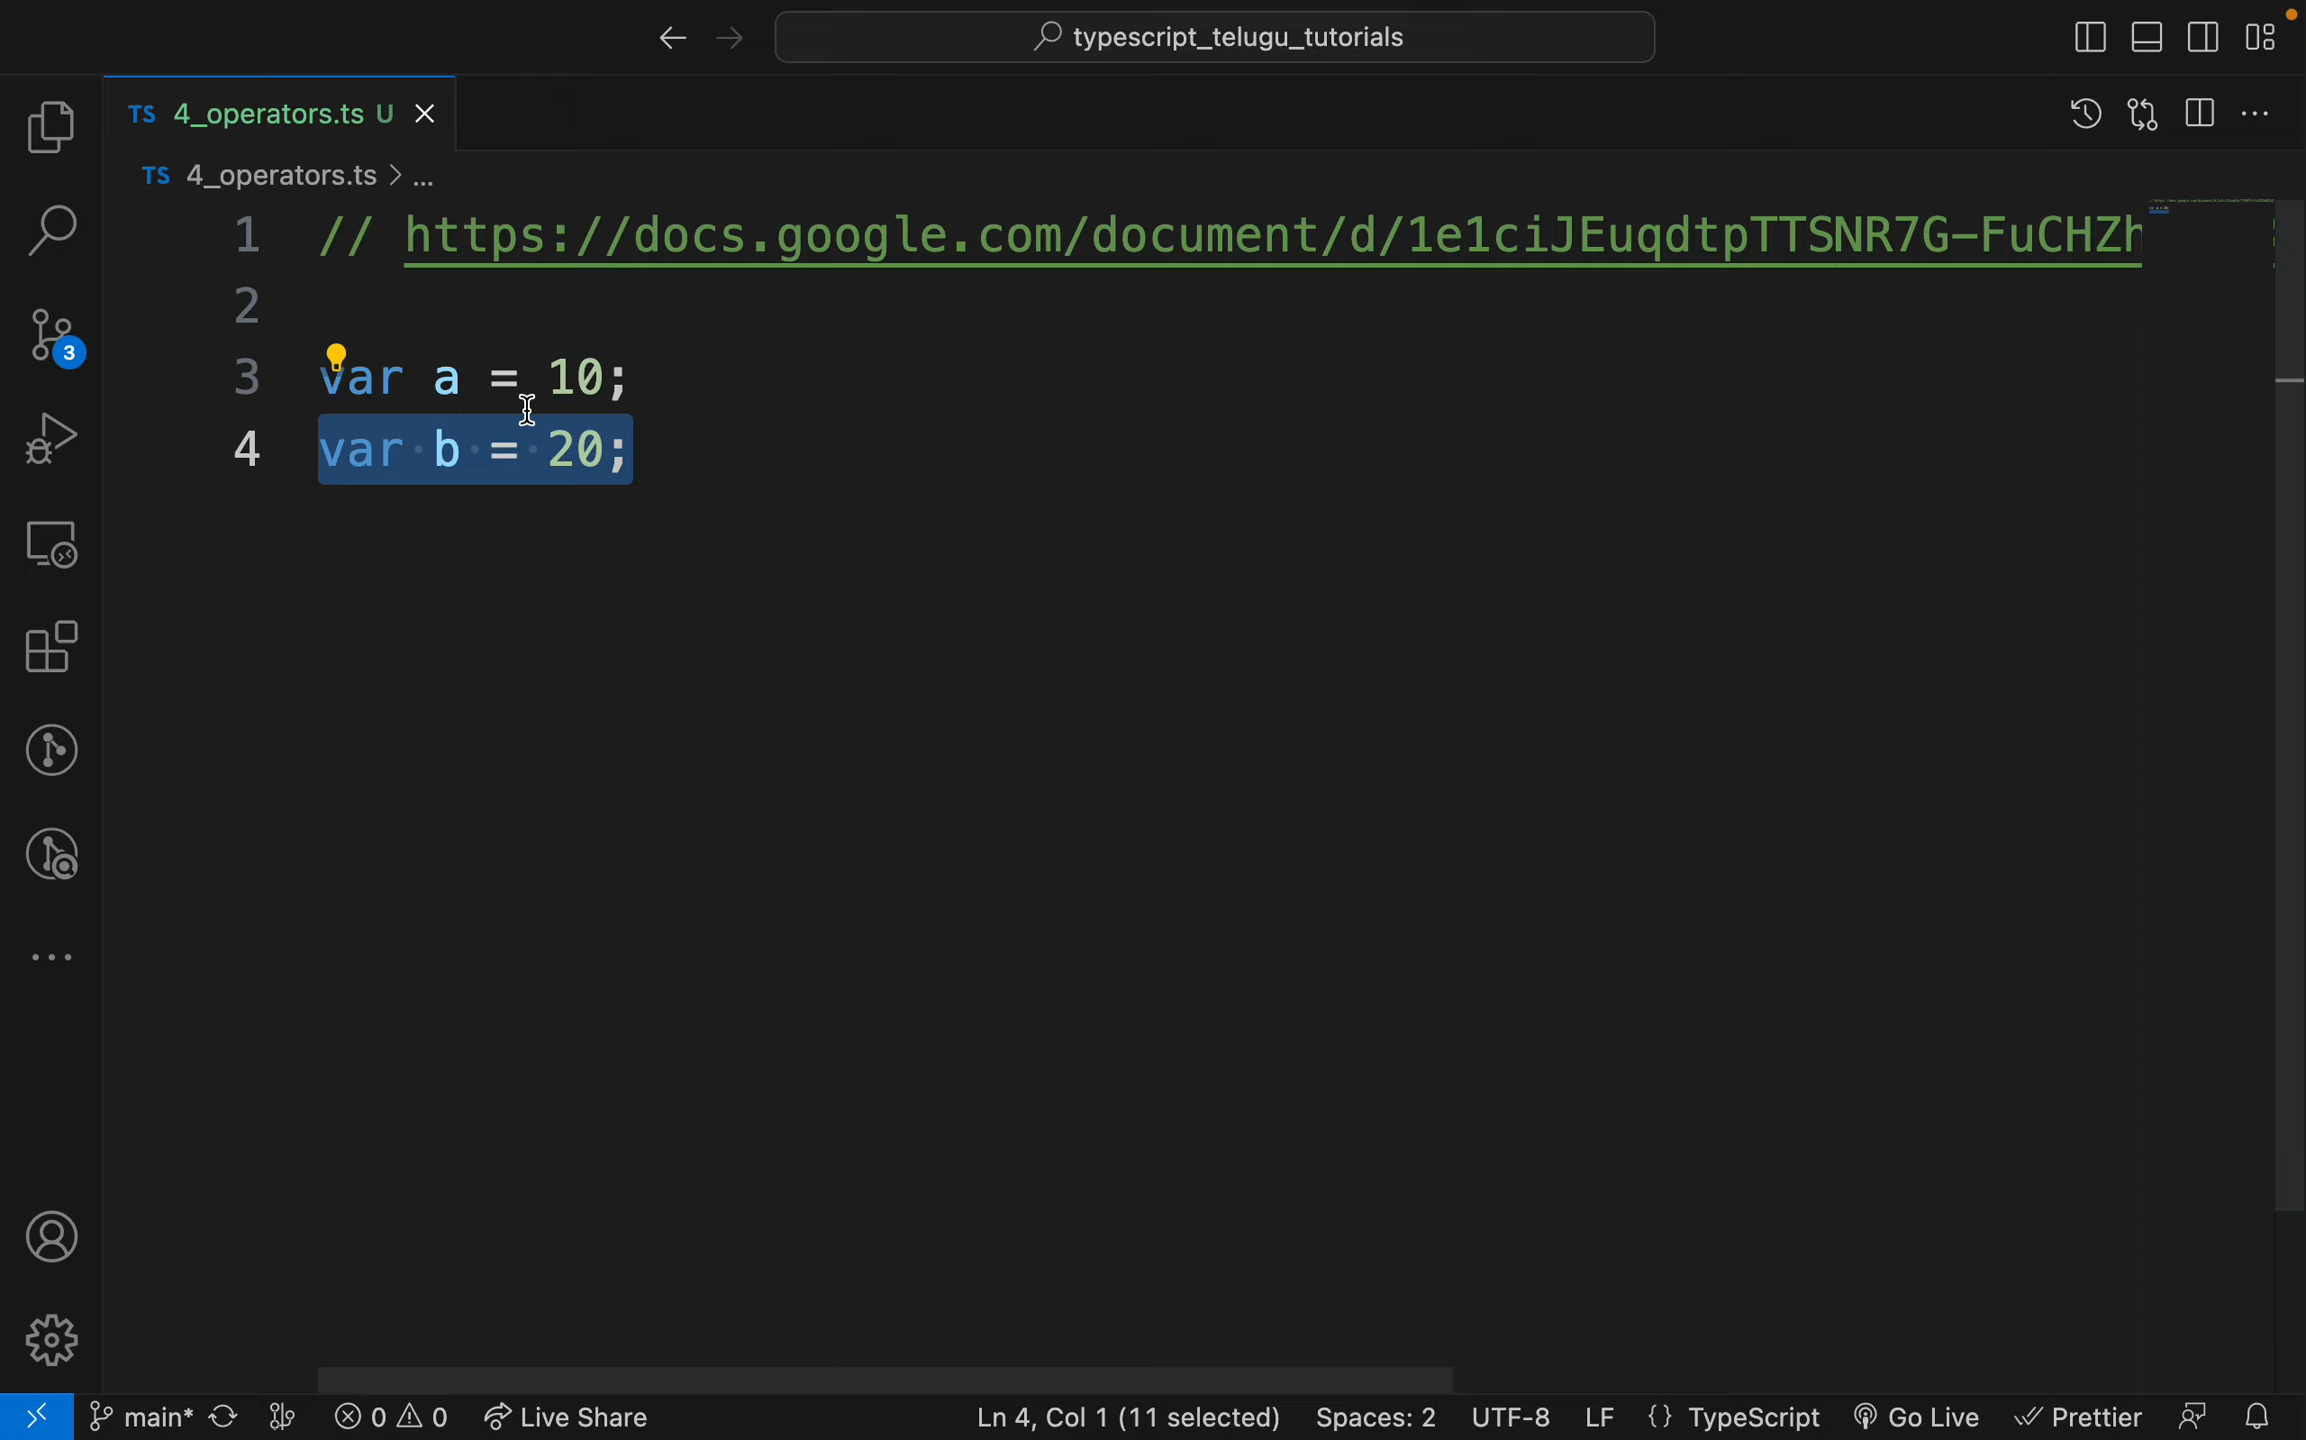 typescript_telugu_tutorials
TS 4_operators.ts U
TS 4_operators.ts > ...
1 // https://docs.google.com/document/d/1e1ciJEuqdtpTTSNR7G-FuCHZh
2
3 var a = 10;
4 var b = 20;
3
main* 0 0 Live Share Ln 4, Col 1 (11 selected) Spaces: 2 UTF-8 LF {} TypeScript Go Live Prettier